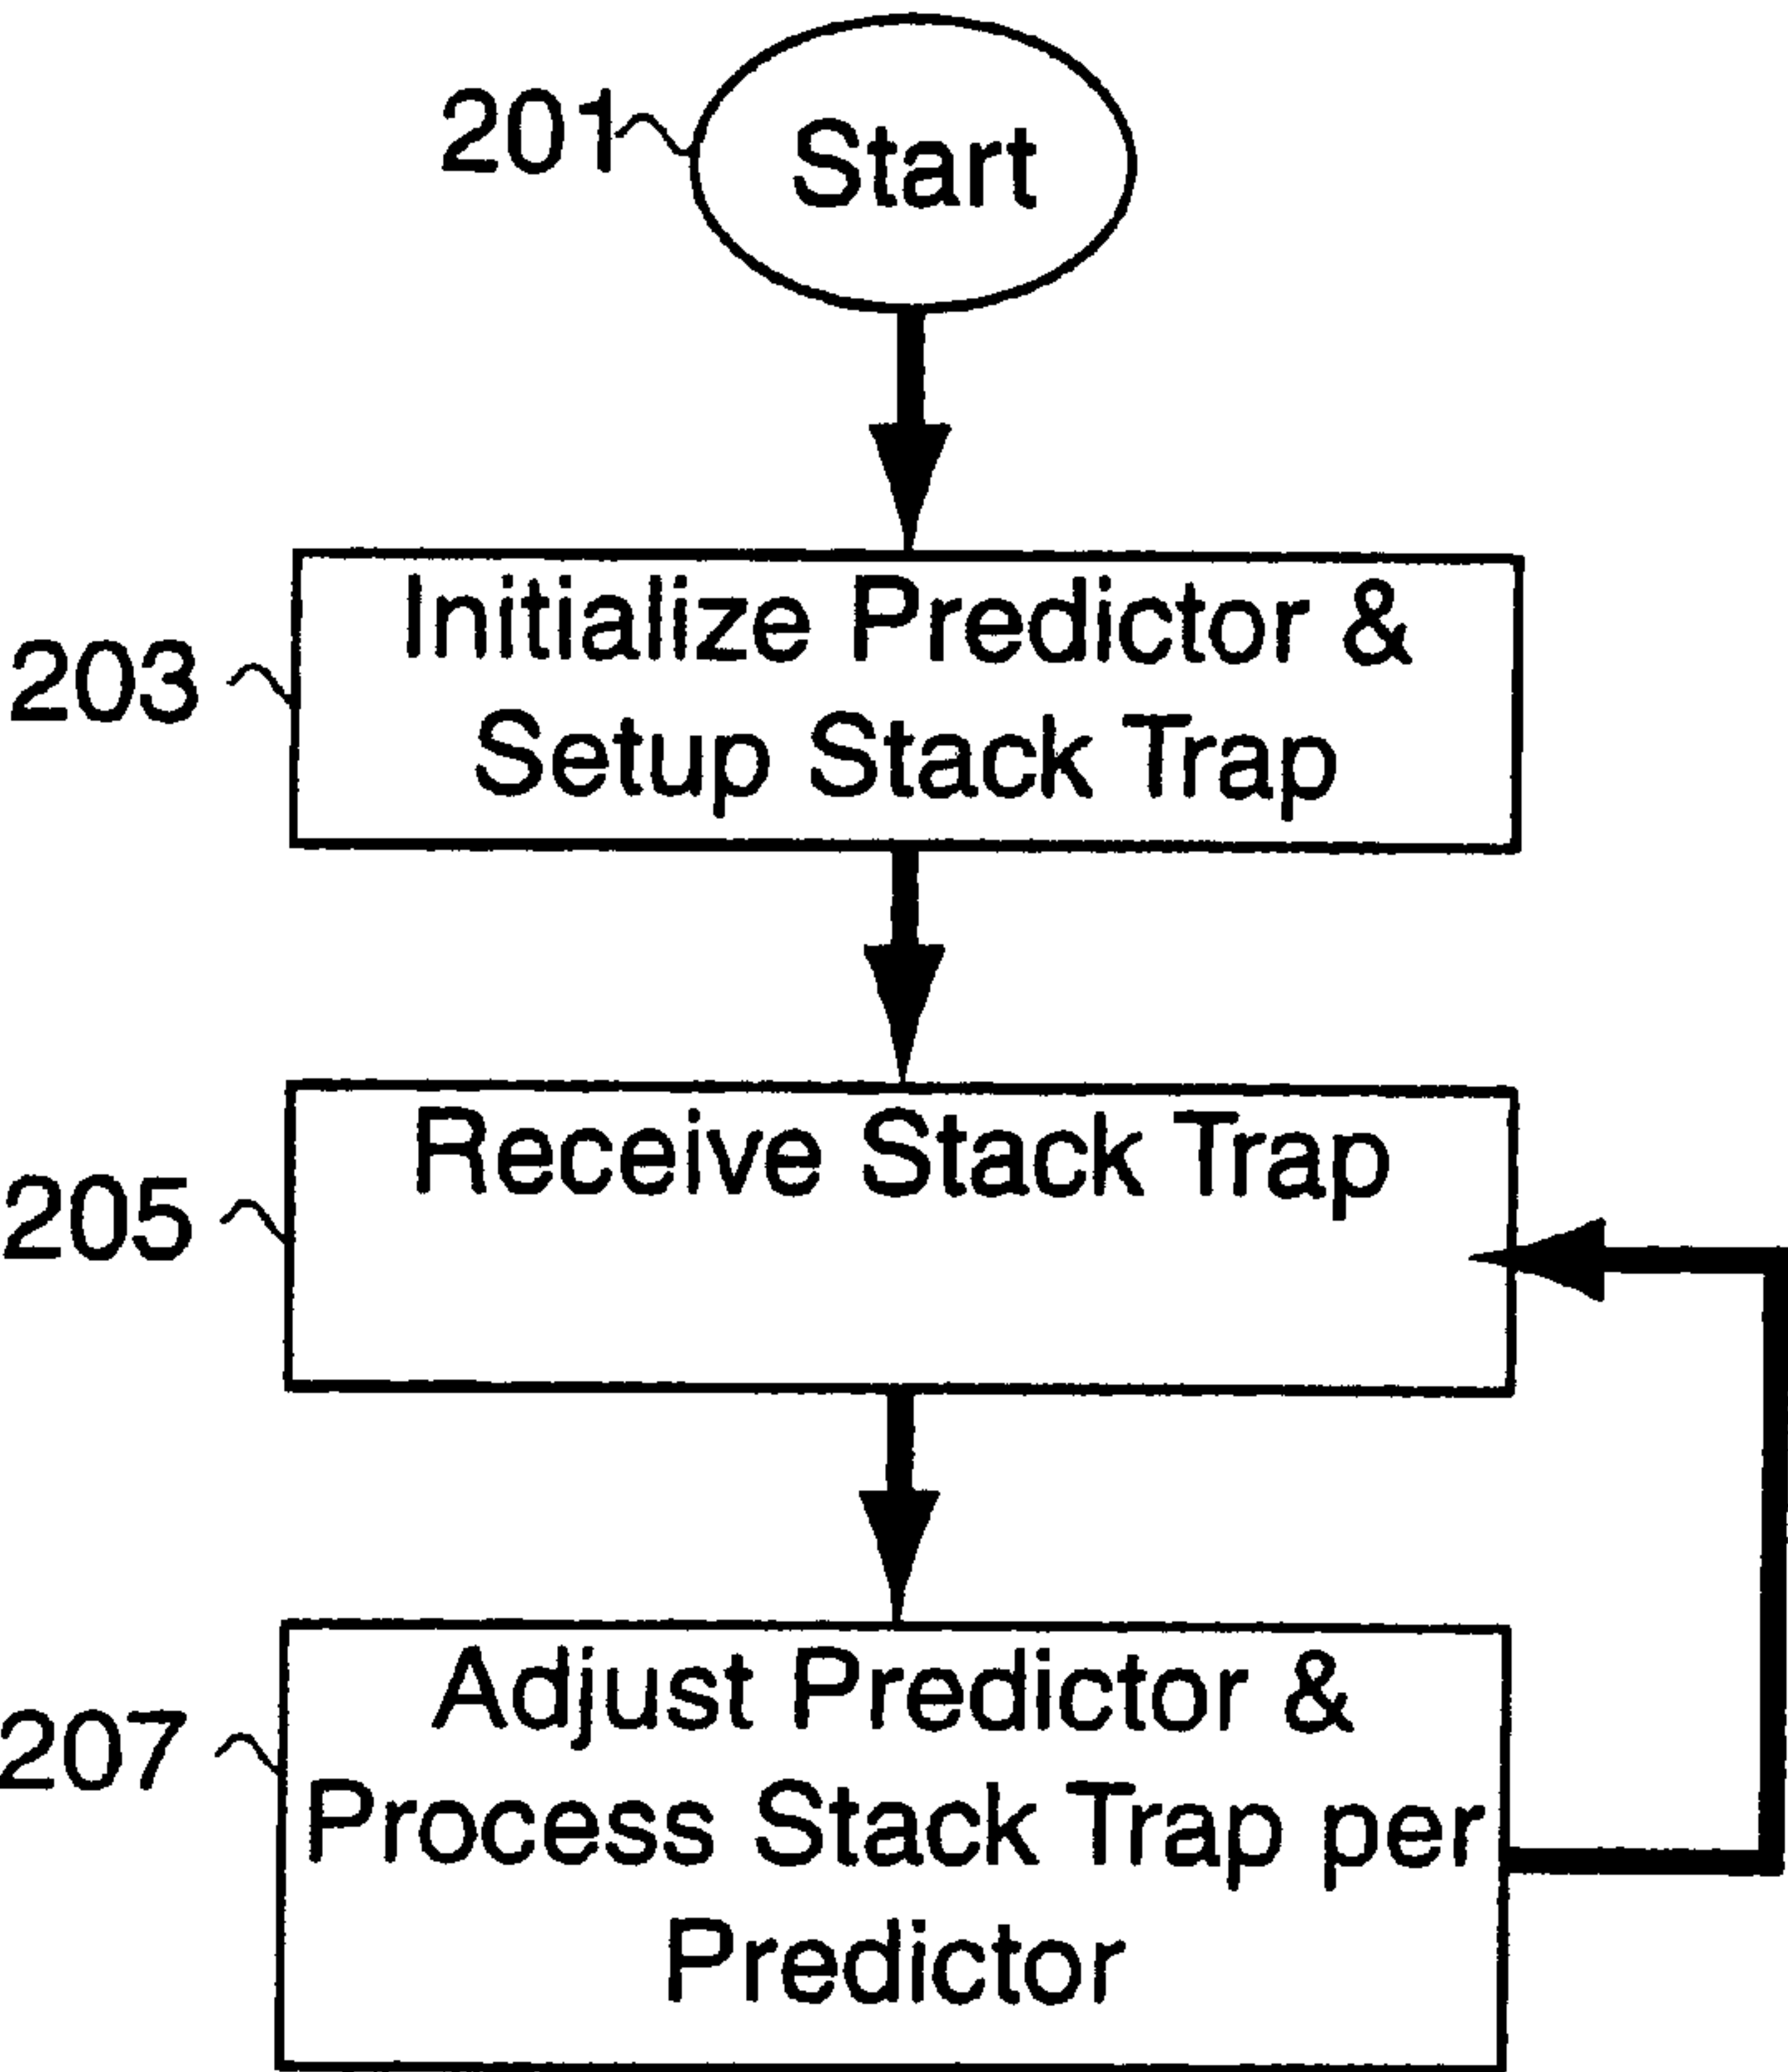 201
Start
203
Initialize Predictor &
Setup Stack Trap
205
Receive Stack Trap
207
Adjust Predictor &
Process Stack Trap per
Predictor